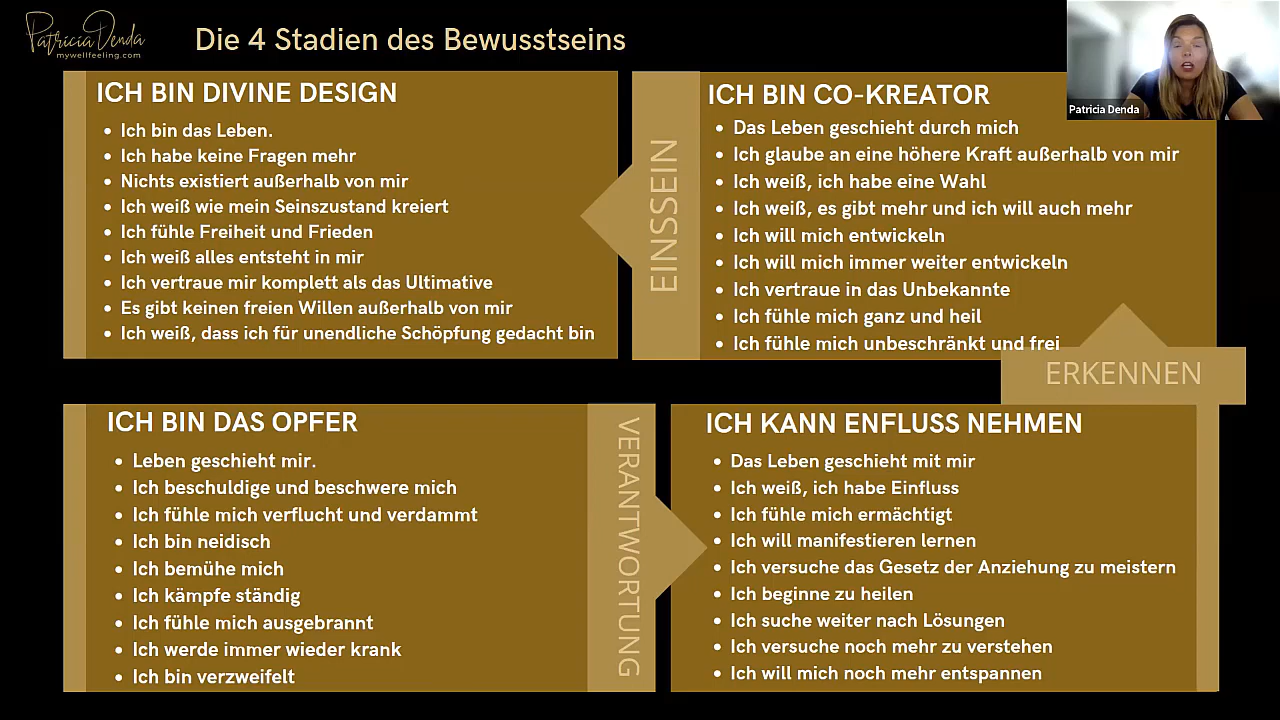 Patricia Denda
mywellfeeling.com
Die 4 Stadien des Bewusstseins
Patricia Denda
ICH BIN DIVINE DESIGN
Ich bin das Leben.
Ich habe keine Fragen mehr
Nichts existiert außerhalb von mir
Ich weiß wie mein Seinszustand kreiert
Ich fühle Freiheit und Frieden
Ich weiß alles entsteht in mir
Ich vertraue mir komplett als das Ultimative
Es gibt keinen freien Willen außerhalb von mir
Ich weiß, dass ich für unendliche Schöpfung gedacht bin
EINSSEIN
ICH BIN CO-KREATOR
Das Leben geschieht durch mich
Ich glaube an eine höhere Kraft außerhalb von mir
Ich weiß, ich habe eine Wahl
Ich weiß, es gibt mehr und ich will auch mehr
Ich will mich entwickeln
Ich will mich immer weiter entwickeln
Ich vertraue in das Unbekannte
Ich fühle mich ganz und heil
Ich fühle mich unbeschränkt und frei
ERKENNEN
ICH BIN DAS OPFER
Leben geschieht mir.
Ich beschuldige und beschwere mich
Ich fühle mich verflucht und verdammt
Ich bin neidisch
Ich bemühe mich
Ich kämpfe ständig
Ich fühle mich ausgebrannt
Ich werde immer wieder krank
Ich bin verzweifelt
VERANTWORTUNG
ICH KANN ENFLUSS NEHMEN
Das Leben geschieht mit mir
Ich weiß, ich habe Einfluss
Ich fühle mich ermächtigt
Ich will manifestieren lernen
Ich versuche das Gesetz der Anziehung zu meistern
Ich beginne zu heilen
Ich suche weiter nach Lösungen
Ich versuche noch mehr zu verstehen
Ich will mich noch mehr entspannen